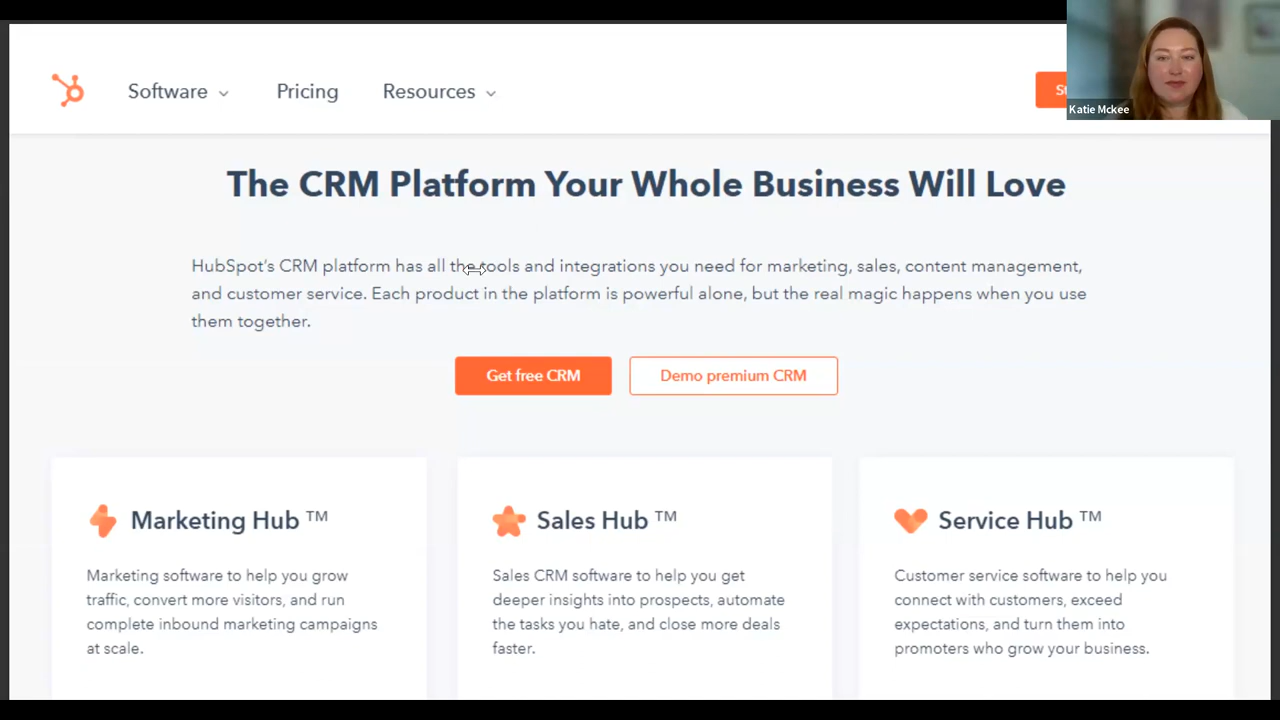 Software
Pricing
Resources
Katie Mckee
The CRM Platform Your Whole Business Will Love
HubSpot's CRM platform has all the tools and integrations you need for marketing, sales, content management,
and customer service. Each product in the platform is powerful alone, but the real magic happens when you use
them together.
Get free CRM
Demo premium CRM
Marketing Hub ™
Marketing software to help you grow
traffic, convert more visitors, and run
complete inbound marketing campaigns
at scale.
Sales Hub ™
Sales CRM software to help you get
deeper insights into prospects, automate
the tasks you hate, and close more deals
faster.
Service Hub ™
Customer service software to help you
connect with customers, exceed
expectations, and turn them into
promoters who grow your business.